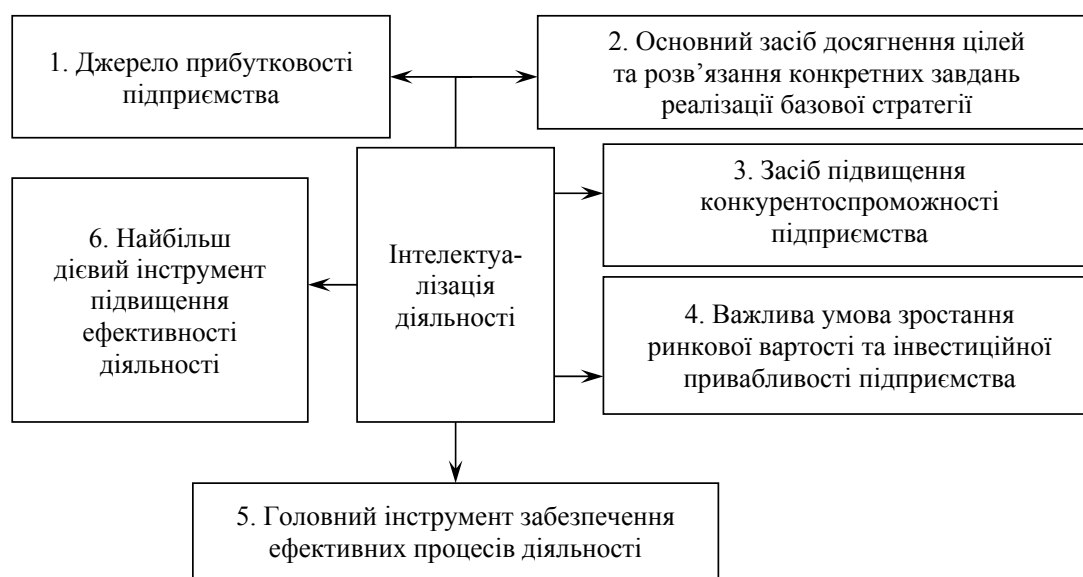 1. Джерело прибутковості
підприємства
2. Основний засіб досягнення цілей
та розв’язання конкретних завдань
реалізації базової стратегії
3. Засіб підвищення
конкурентоспроможності
підприємства
6. Найбільш
дієвий інструмент
підвищення
ефективності
діяльності
Інтелектуа-
лізація
діяльності
4. Важлива умова зростання
ринкової вартості та інвестиційної
привабливості підприємства
5. Головний інструмент забезпечення
ефективних процесів діяльності